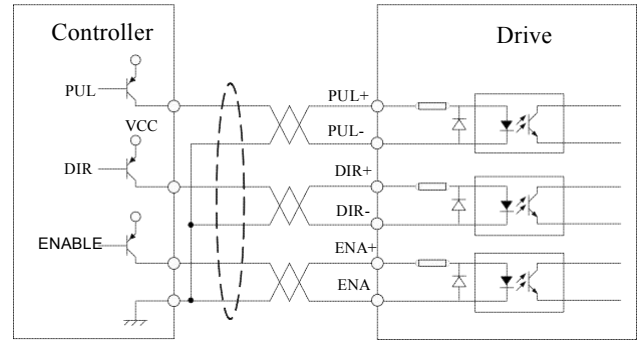 Controller
Drive
PUL
PUL+
VCC
PUL-
DIR
DIR+
DIR-
ENABLE
ENA+
ENA